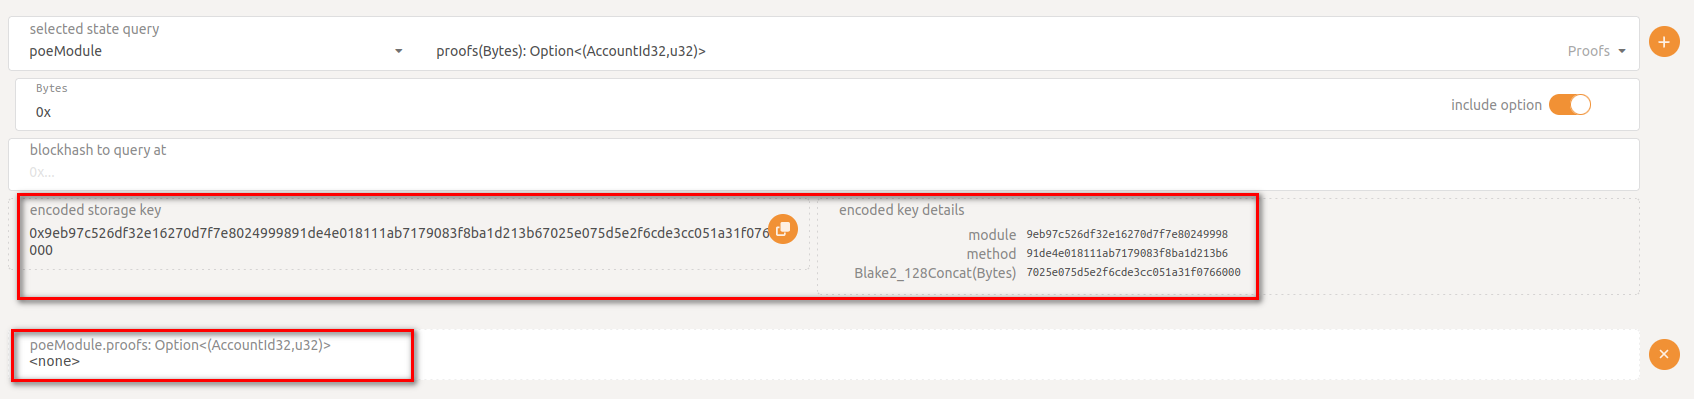 selected state query
poeModule
proofs(Bytes): Option<(AccountId32,u32)>
Proofs
Bytes
0x
include option
blockhash to query at
0x...
encoded storage key
0x9eb97c526df32e16270d7f7e8024999891de4e018111ab7179083f8ba1d213b67025e075d5e2f6cde3cc051a31f076
000
encoded key details
module 9eb97c526df32e16270d7f7e80249998
method 91de4e018111ab7179083f8ba1d213b6
Blake2_128Concat(Bytes) 7025e075d5e2f6cde3cc051a31f0766000
poeModule.proofs: Option<(AccountId32,u32)>
<none>